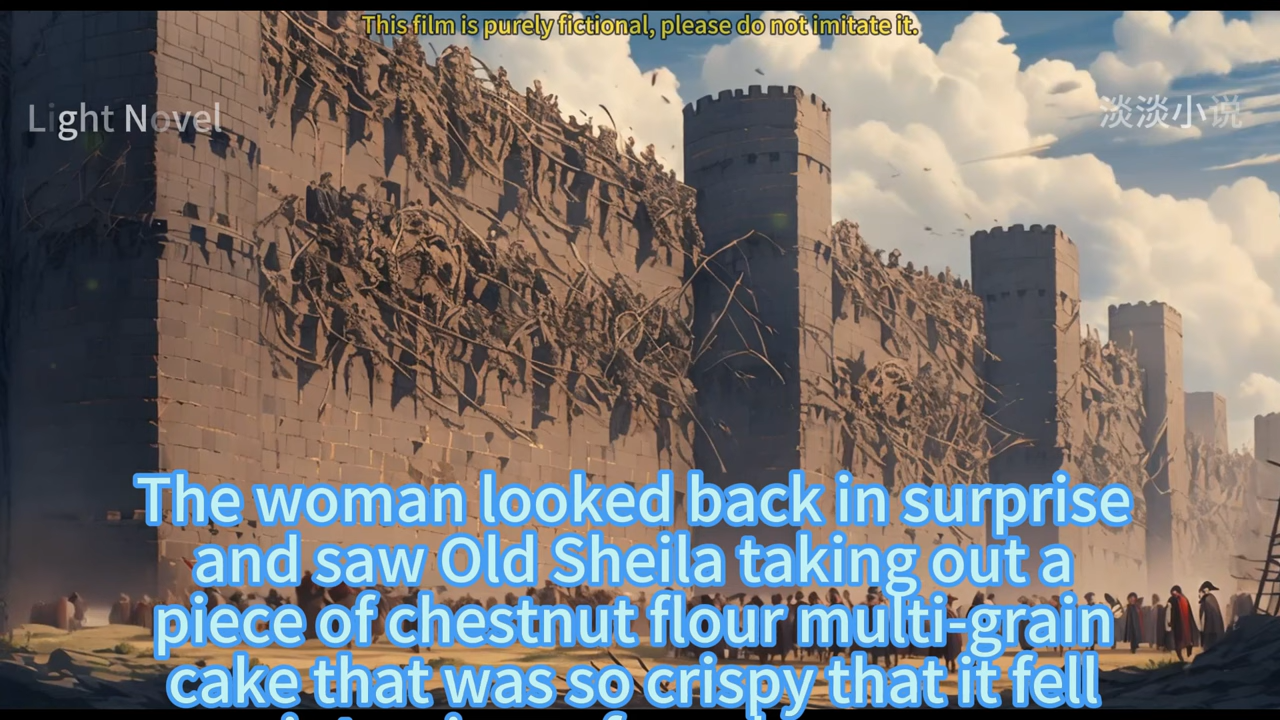 This film is purely fictional, please do not imitate it.
Light Novel
淡淡小说
The woman looked back in surprise
and saw Old Sheila taking out a
piece of chestnut flour multi-grain
cake that was so crispy that it fell